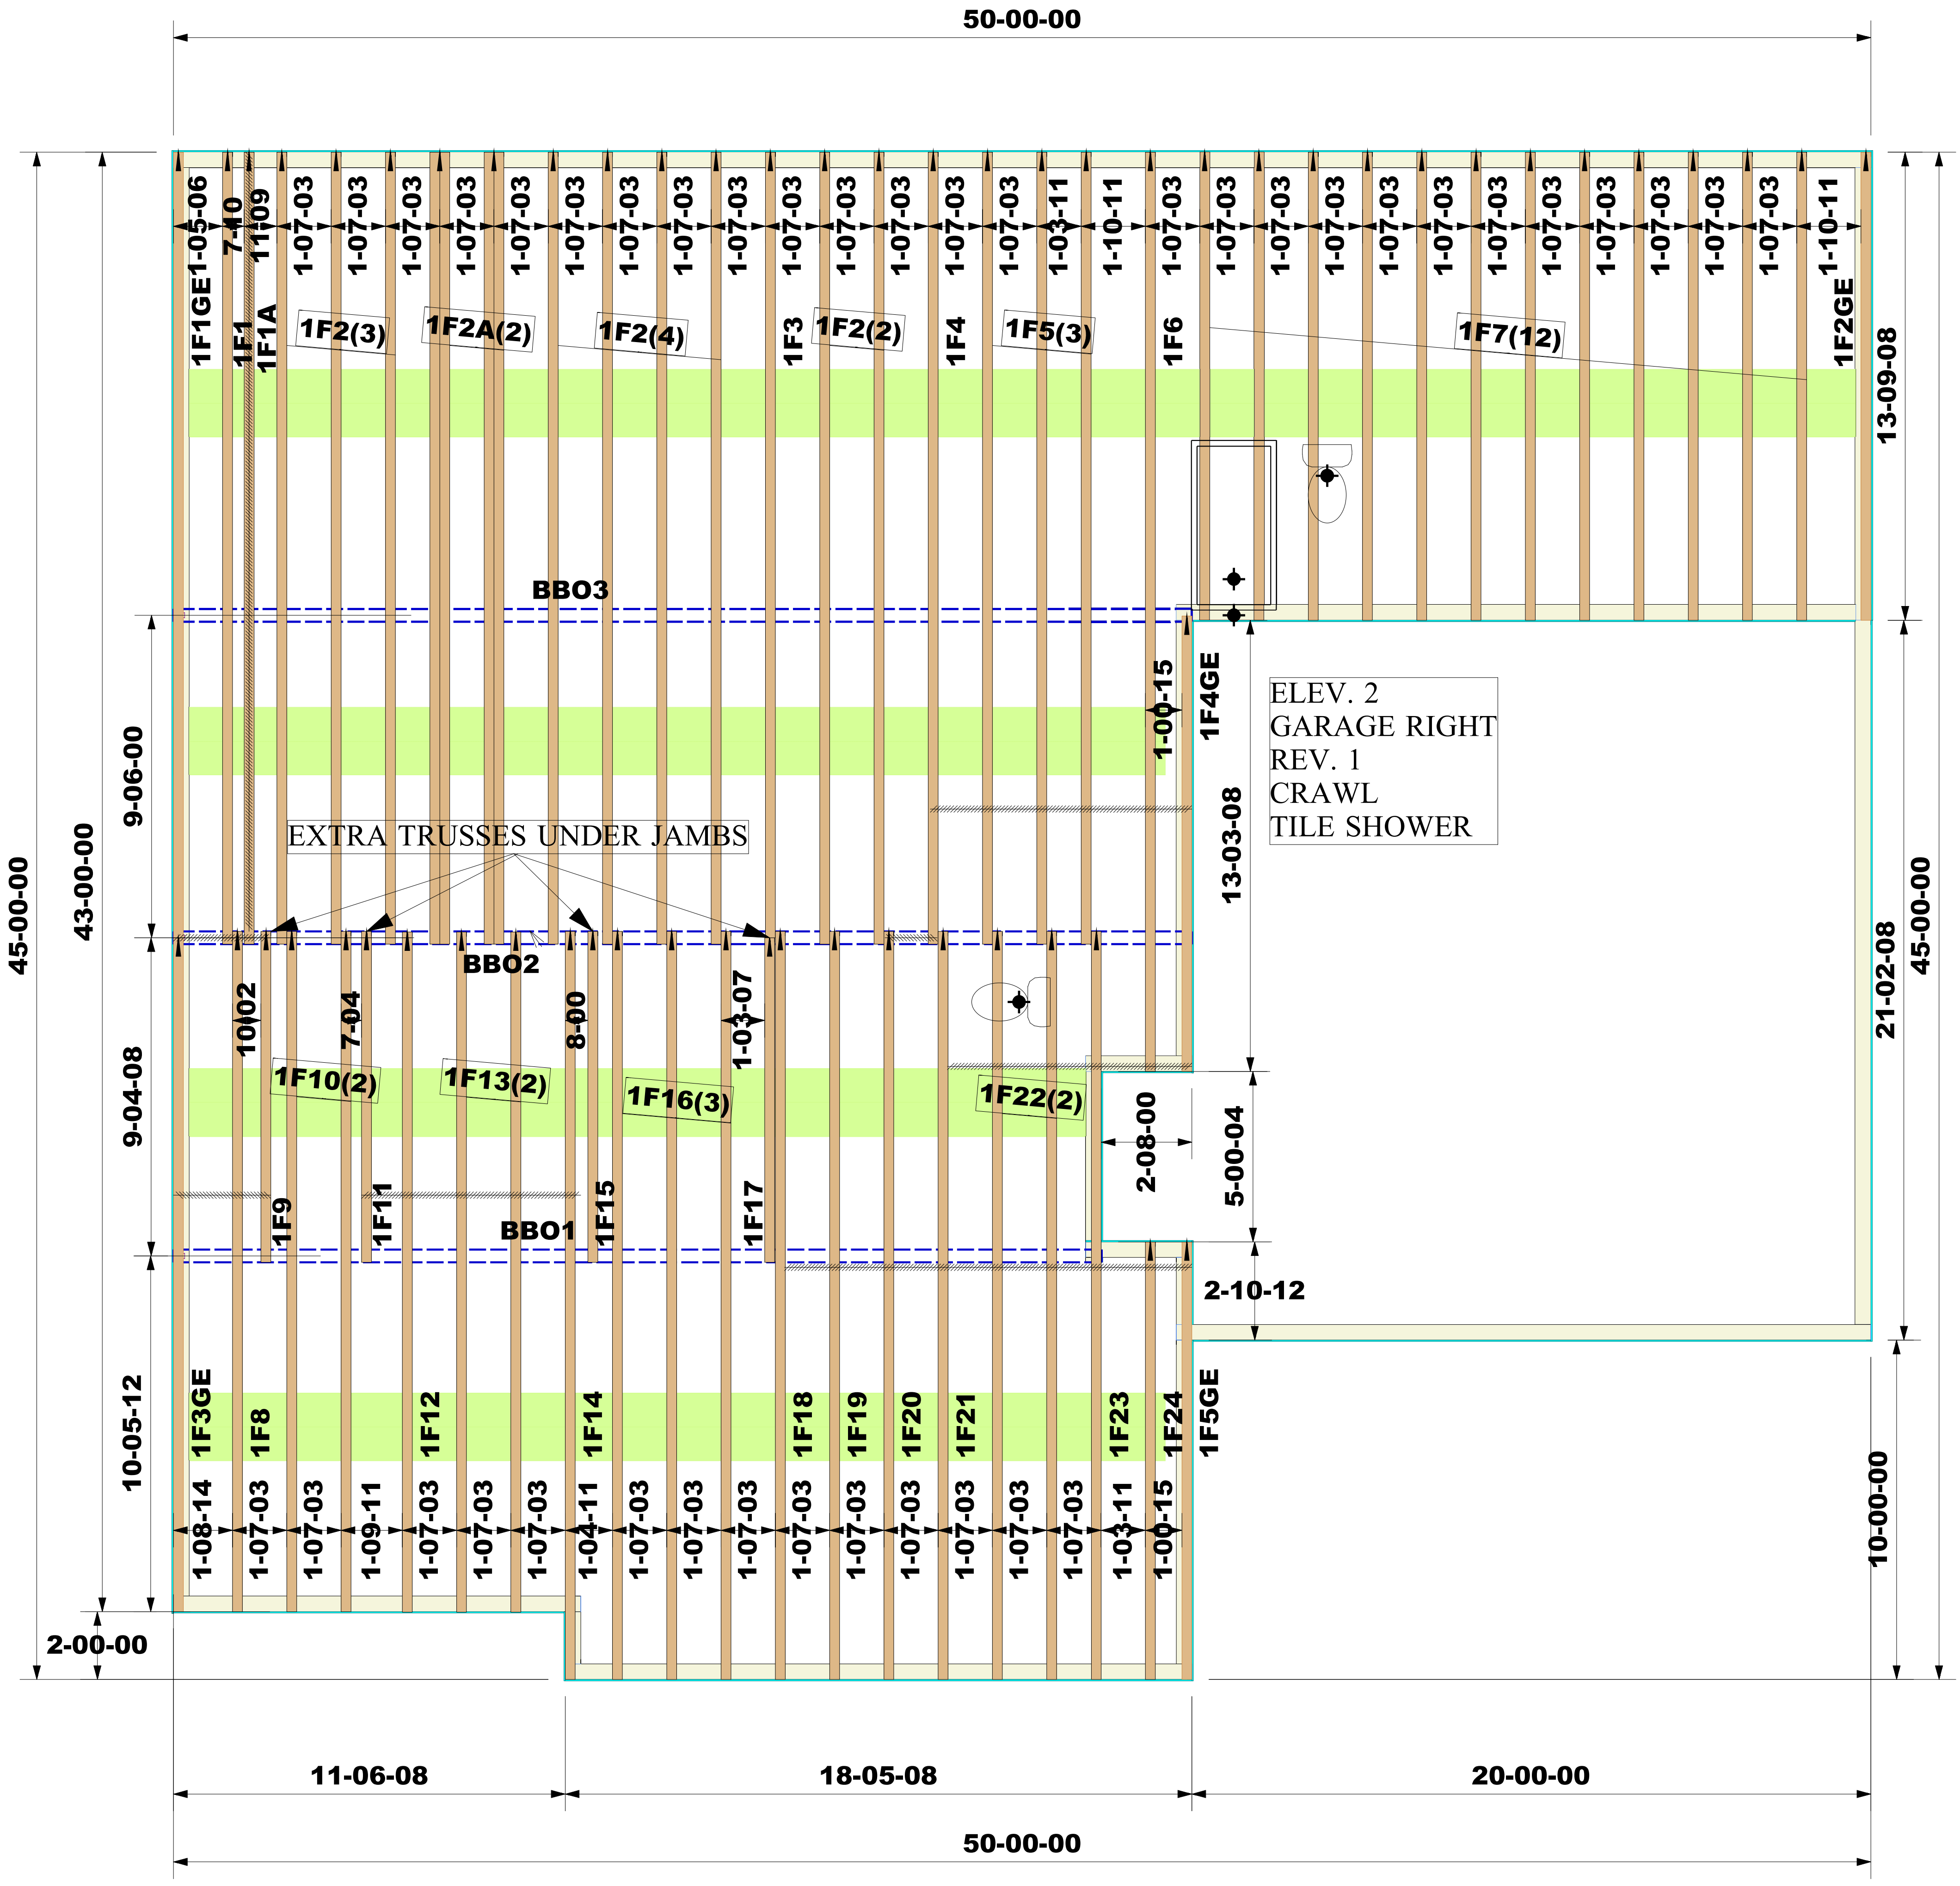 50-00-00
1-05-06
7-10
11-09
1-07-03
1-07-03
1-07-03
1-07-03
1-07-03
1-07-03
1-07-03
1-07-03
1-07-03
1-07-03
1-07-03
1-07-03
1-07-03
1-07-03
1-03-11
1-10-11
1-07-03
1-07-03
1-07-03
1-07-03
1-07-03
1-07-03
1-07-03
1-07-03
1-07-03
1-07-03
1-07-03
1-07-03
1-10-11
1F1GE
1F1
1F1A
1F2(3)
1F2A(2)
1F2(4)
1F3
1F2(2)
1F4
1F5(3)
1F6
1F7(12)
1F2GE
13-09-08
BBO3
1-00-15
1F4GE
ELEV. 2
GARAGE RIGHT
REV. 1
CRAWL
TILE SHOWER
9-06-00
13-03-08
EXTRA TRUSSES UNDER JAMBS
45-00-00
43-00-00
21-02-08
45-00-00
BBO2
10-02
7-04
8-00
1-03-07
9-04-08
1F10(2)
1F13(2)
1F16(3)
1F22(2)
2-08-00
5-00-04
1F9
1F11
1F15
1F17
BBO1
2-10-12
10-05-12
1F3GE
1F8
1F12
1F14
1F18
1F19
1F20
1F21
1F23
1F24
1F5GE
1-08-14
1-07-03
1-07-03
1-09-11
1-07-03
1-07-03
1-07-03
1-04-11
1-07-03
1-07-03
1-07-03
1-07-03
1-07-03
1-07-03
1-07-03
1-07-03
1-07-03
1-03-11
1-00-15
10-00-00
2-00-00
11-06-08
18-05-08
20-00-00
50-00-00